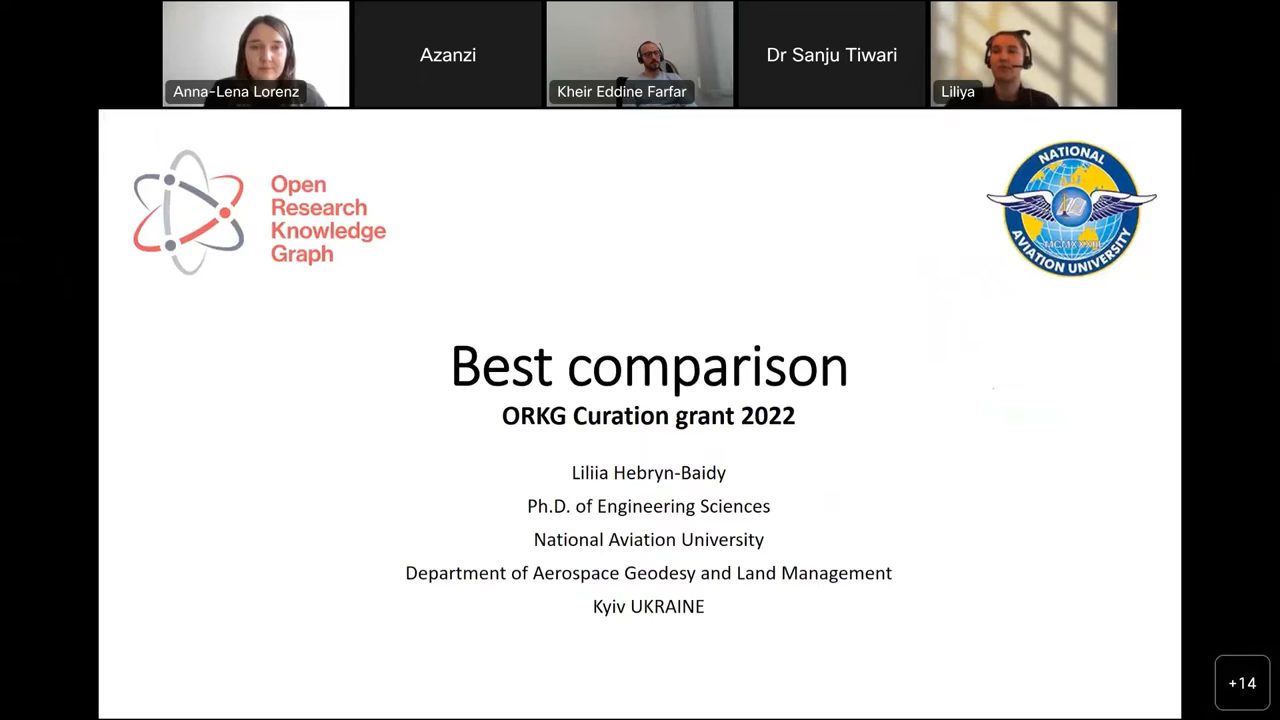 Anna-Lena Lorenz
Azanzi
Kheir Eddine Farfar
Dr Sanju Tiwari
Liliya
Open
Research
Knowledge
Graph
NATIONAL
AVIATION UNIVERSITY
Best comparison
ORKG Curation grant 2022
Liliia Hebryn-Baidy
Ph.D. of Engineering Sciences
National Aviation University
Department of Aerospace Geodesy and Land Management
Kyiv UKRAINE
+14